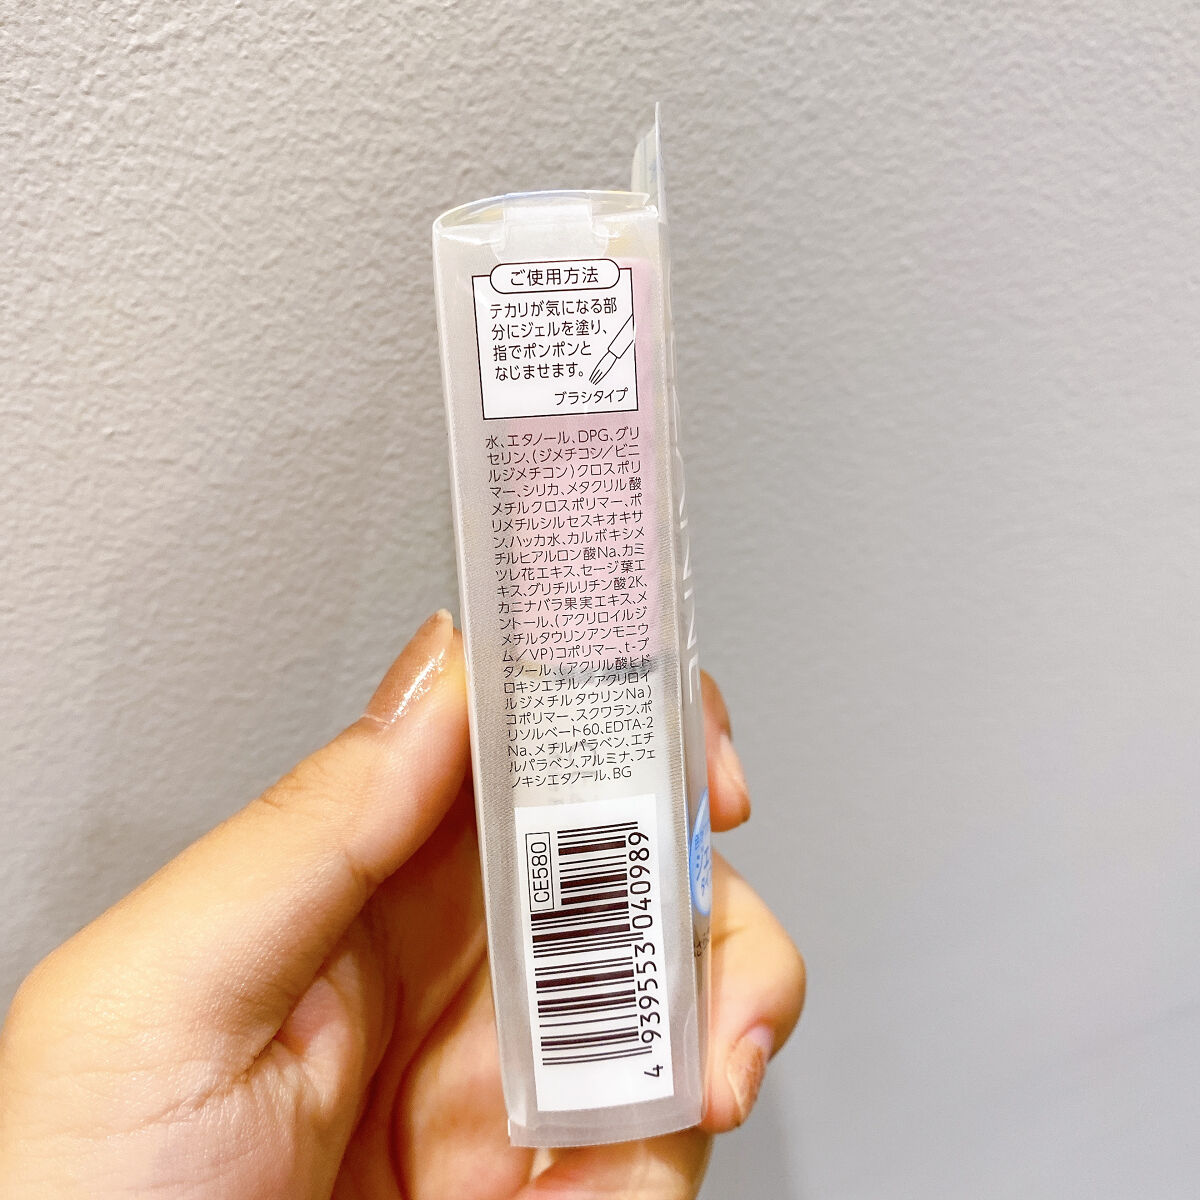 ご使用方法
テカリが気になる部
分にジェルを塗り、
指でポンポンと
なじませます。
ブラシタイプ
水、エタノール、DPG、グリ
セリン、(ジメチコン/ビニ
ルジメチコン)クロスポリ
マー、シリカ、メタクリル酸
メチルクロスポリマー、ポ
リメチルシルセスキオキサ
ン、ハッカ水、カルボキシメ
チルヒアルロン酸Na、カミ
ツレ花エキス、セージ葉エ
キス、グリチルリチン酸2K、
カニナバラ果実エキス、メ
ントール、(アクリロイルジ
メチルタウリンアンモニウ
ム/VP)コポリマー、t-ブ
タノール、(アクリル酸ヒド
ロキシエチル/アクリロイ
ルジメチルタウリンNa)
コポリマー、スクワラン、ポ
リソルベート60、EDTA-2
Na、メチルパラベン、エチ
ルパラベン、アルミナ、フェ
ノキシエタノール、BG
CE580
4 939553 040989
ジェ